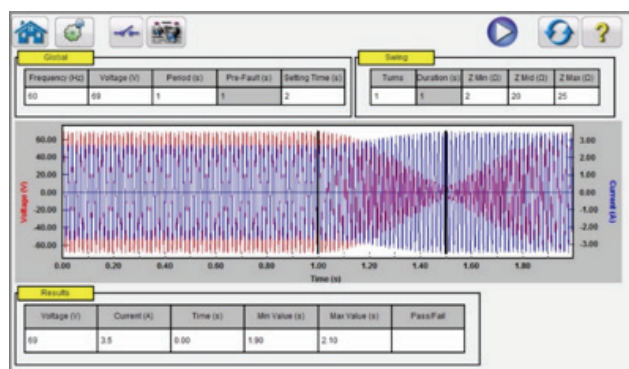 Global
Frequency (Hz) Voltage (V) Period (s) Pre-Fault (s) Setting Time (s)
60 69 1 1 2
Swing
Turns Duration (s) Z Min (Ω) Z Mid (Ω) Z Max (Ω)
1 1 2 20 25
Voltage (V)
60.00
40.00
20.00
0.00
-20.00
-40.00
-60.00
3.00
2.00
1.00
0.00
-1.00
-2.00
-3.00
Current (A)
0.00 0.20 0.40 0.60 0.80 1.00 1.20 1.40 1.60 1.80
Time (s)
Results
Voltage (V) Current (A) Time (s) Min Value (s) Max Value (s) Pass/Fail
69 3.5 0.00 1.90 2.10